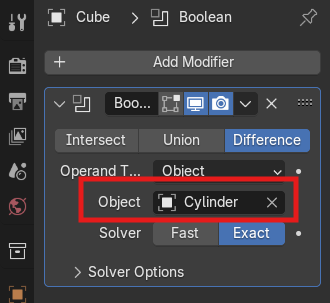 Cube > Boolean
+ Add Modifier
Boo...
Intersect Union Difference
Operand T... Object
Object Cylinder
Solver Fast Exact
Solver Options